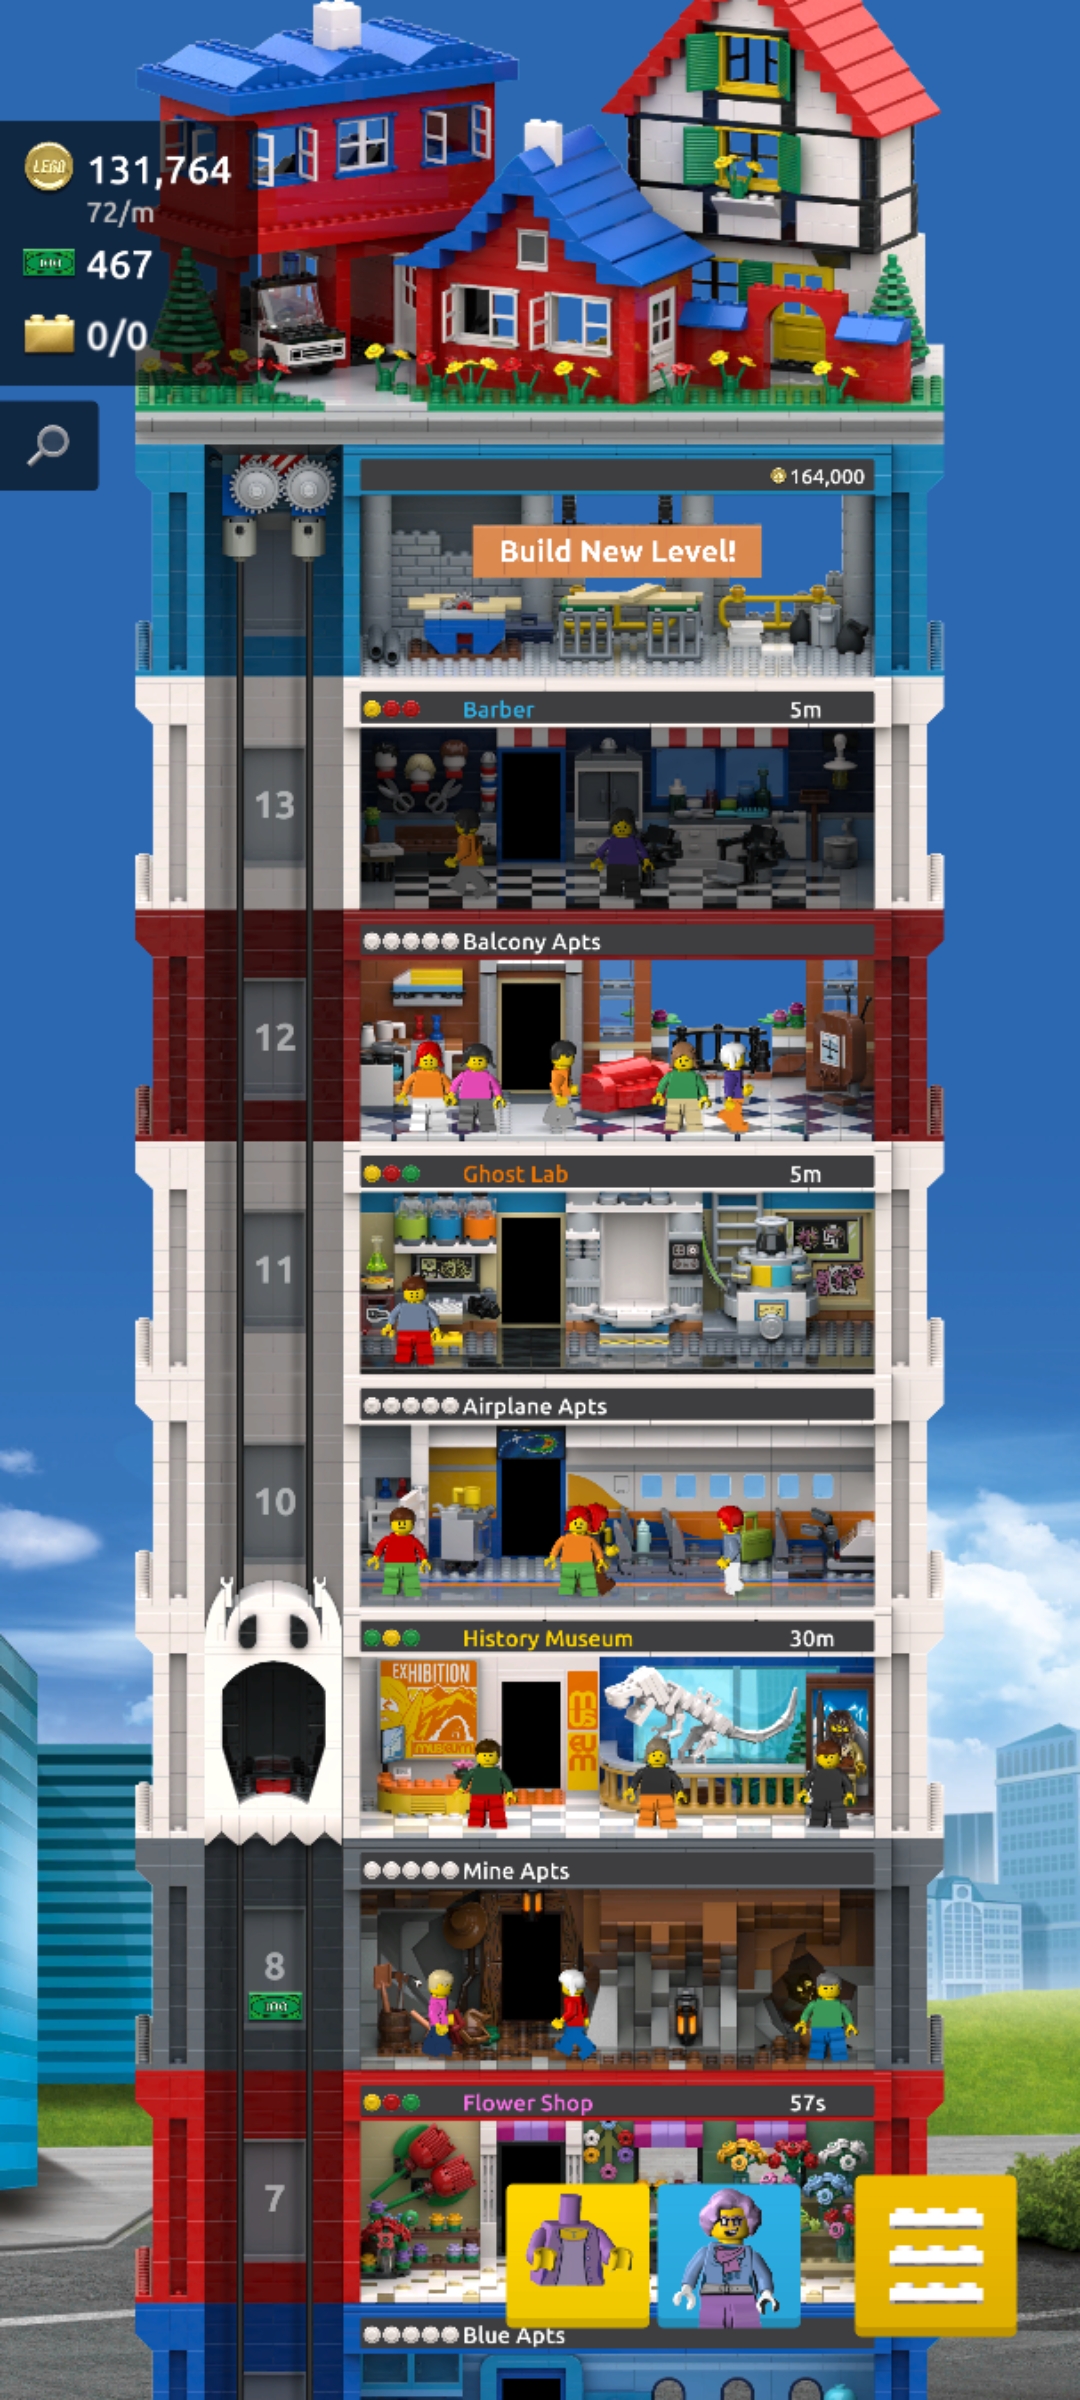 LEGO
131,764
72/m
467
0/0
164,000
Build New Level!
Barber 5m
13
Balcony Apts
12
Ghost Lab 5m
11
Airplane Apts
10
History Museum 30m
EXHIBITION
MUSEUM
MUSEUM
Mine Apts
8
Flower Shop 57s
7
Blue Apts